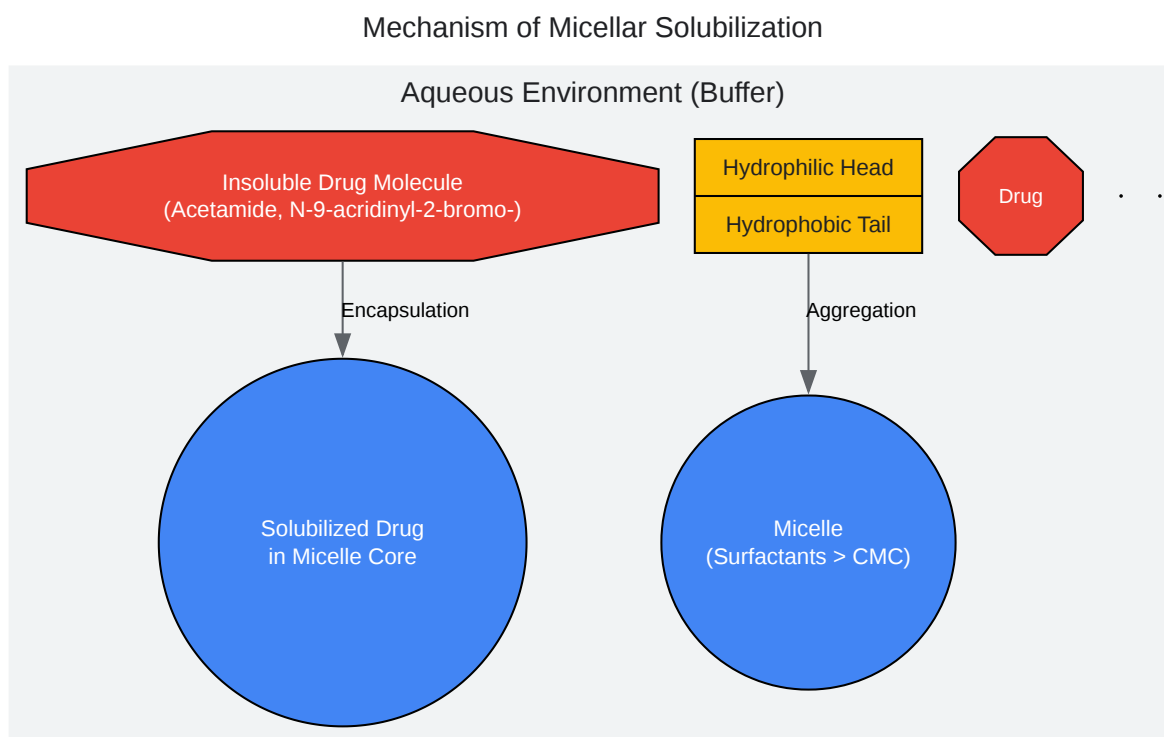 Mechanism of Micellar Solubilization
Aqueous Environment (Buffer)
Insoluble Drug Molecule
(Acetamide, N-9-acridinyl-2-bromo-)
Hydrophilic Head
Hydrophobic Tail
Drug
Encapsulation
Aggregation
Solubilized Drug
in Micelle Core
Micelle
(Surfactants > CMC)